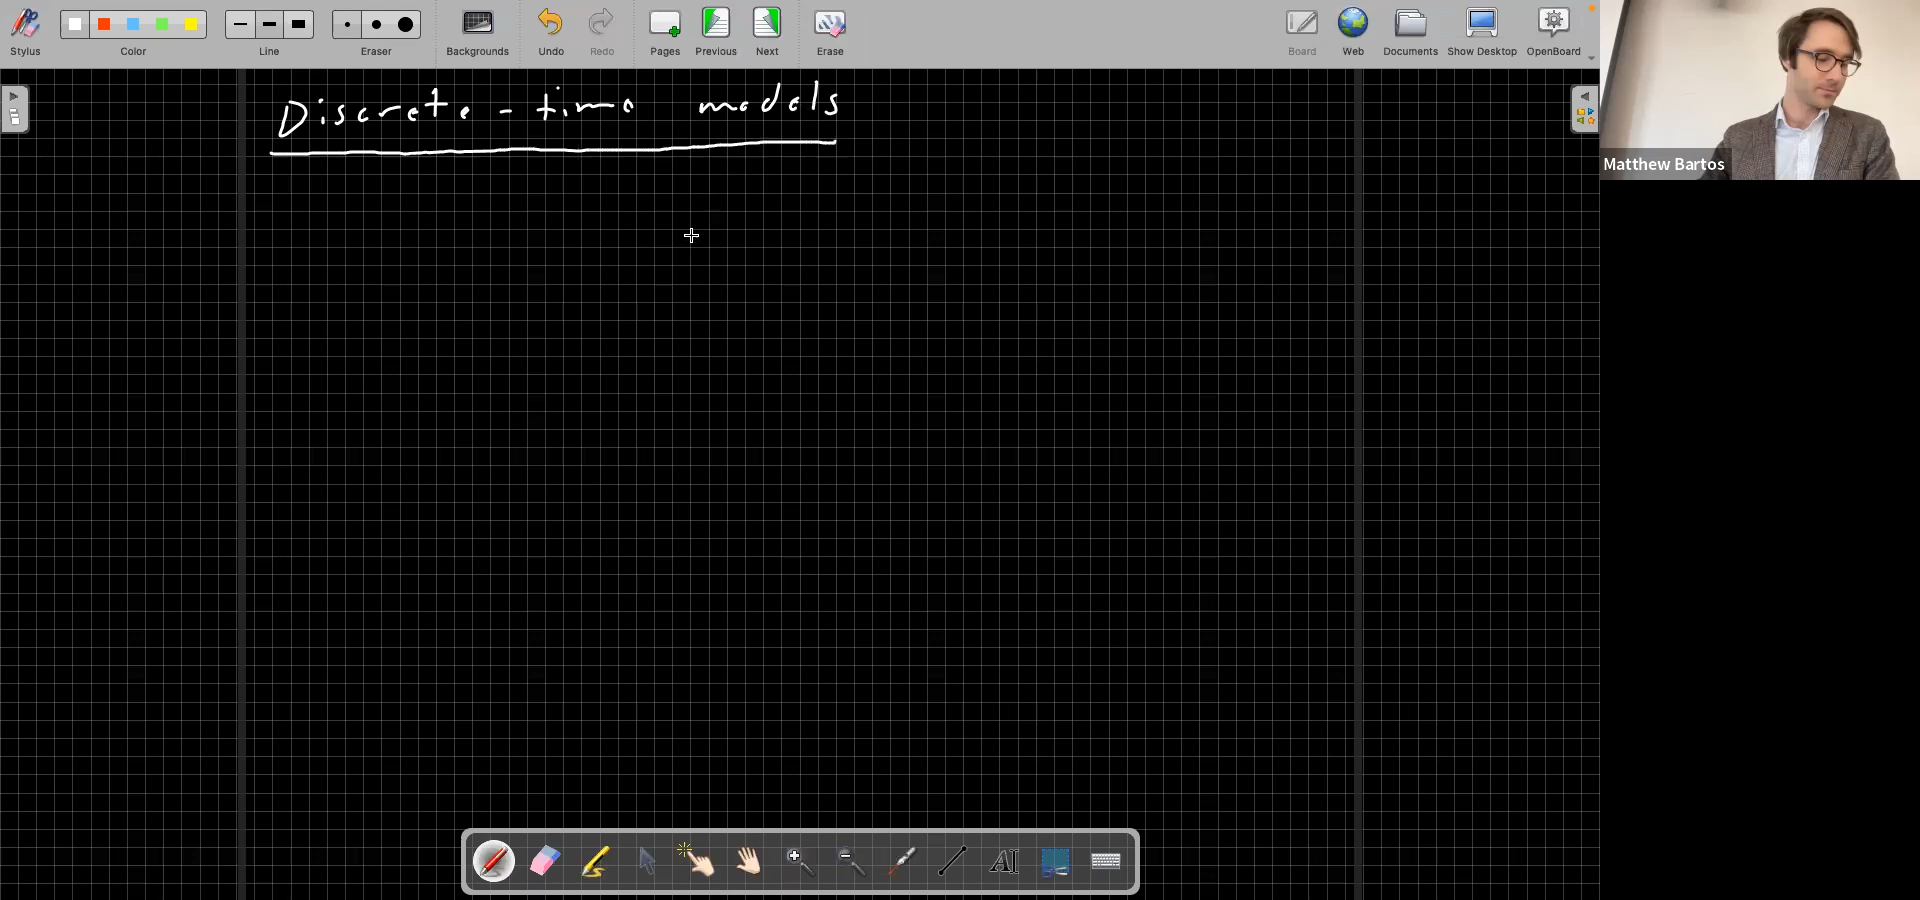 Stylus
Color
Line
Eraser
Backgrounds
Undo
Redo
Pages
Previous
Next
Erase
Board
Web
Documents
Show Desktop
OpenBoard
Discrete - time models
Matthew Bartos
AI